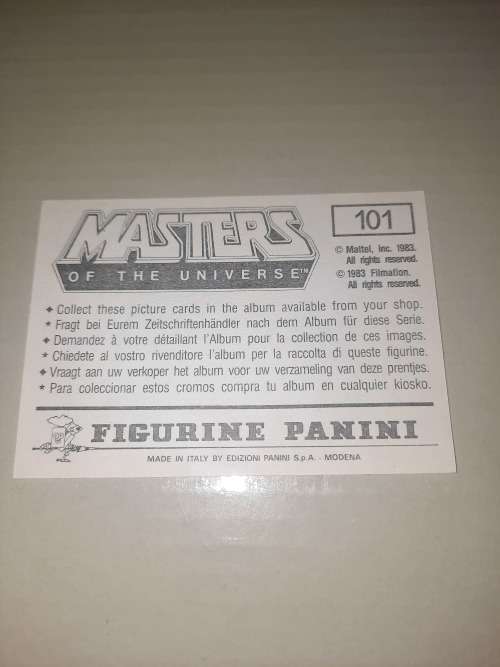 MASTERS
OF THE UNIVERSE™
101
© Mattel, Inc. 1983.
All rights reserved.
© 1983 Filmation.
All rights reserved.
✦ Collect these picture cards in the album available from your shop.
★ Fragt bei Eurem Zeitschriftenhändler nach dem Album für diese Serie.
✦ Demandez à votre détaillant l'Album pour la collection de ces images.
★ Chiedete al vostro rivenditore l'album per la raccolta di queste figurine.
✦ Vraagt aan uw verkoper het album voor uw verzameling van deze prentjes.
★ Para coleccionar estos cromos compra tu album en cualquier kiosko.
FIGURINE PANINI
MADE IN ITALY BY EDIZIONI PANINI S.p.A. - MODENA